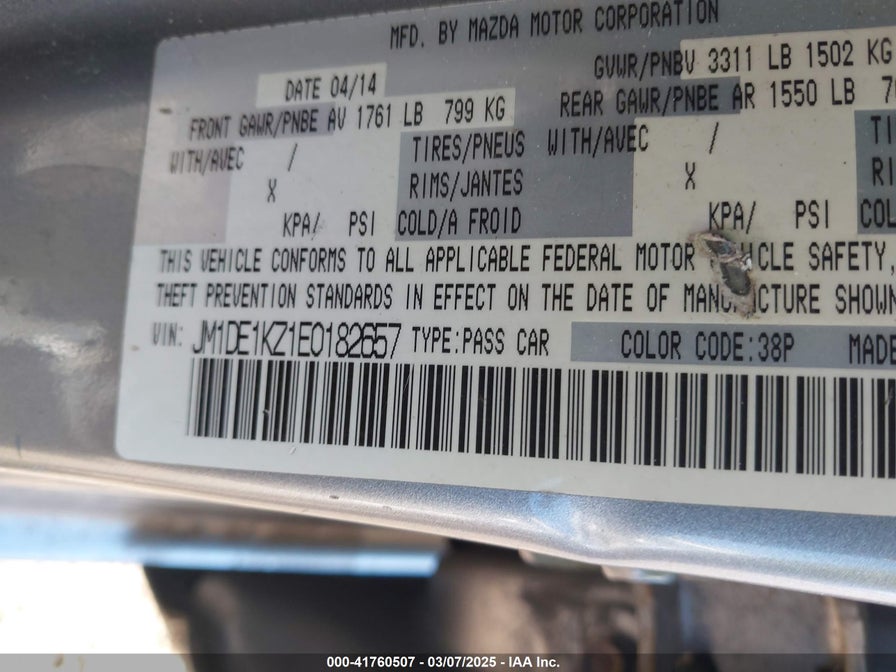 MFD. BY MAZDA MOTOR CORPORATION
DATE 04/14 GVWR/PNBV 3311 LB 1502 KG
FRONT GAWR/PNBE AV 1761 LB 799 KG REAR GAWR/PNBE AR 1550 LB
WITH/AVEC / TIRES/PNEUS WITH/AVEC /
X RIMS/JANTES X
KPA/ PSI COLD/A FROID KPA/ PSI
THIS VEHICLE CONFORMS TO ALL APPLICABLE FEDERAL MOTOR VEHICLE SAFETY,
THEFT PREVENTION STANDARDS IN EFFECT ON THE DATE OF MANUFACTURE SHOWN
VIN: JM1DE1KZ1E0182657 TYPE:PASS CAR COLOR CODE:38P MADE
000-41760507 - 03/07/2025 - IAA Inc.